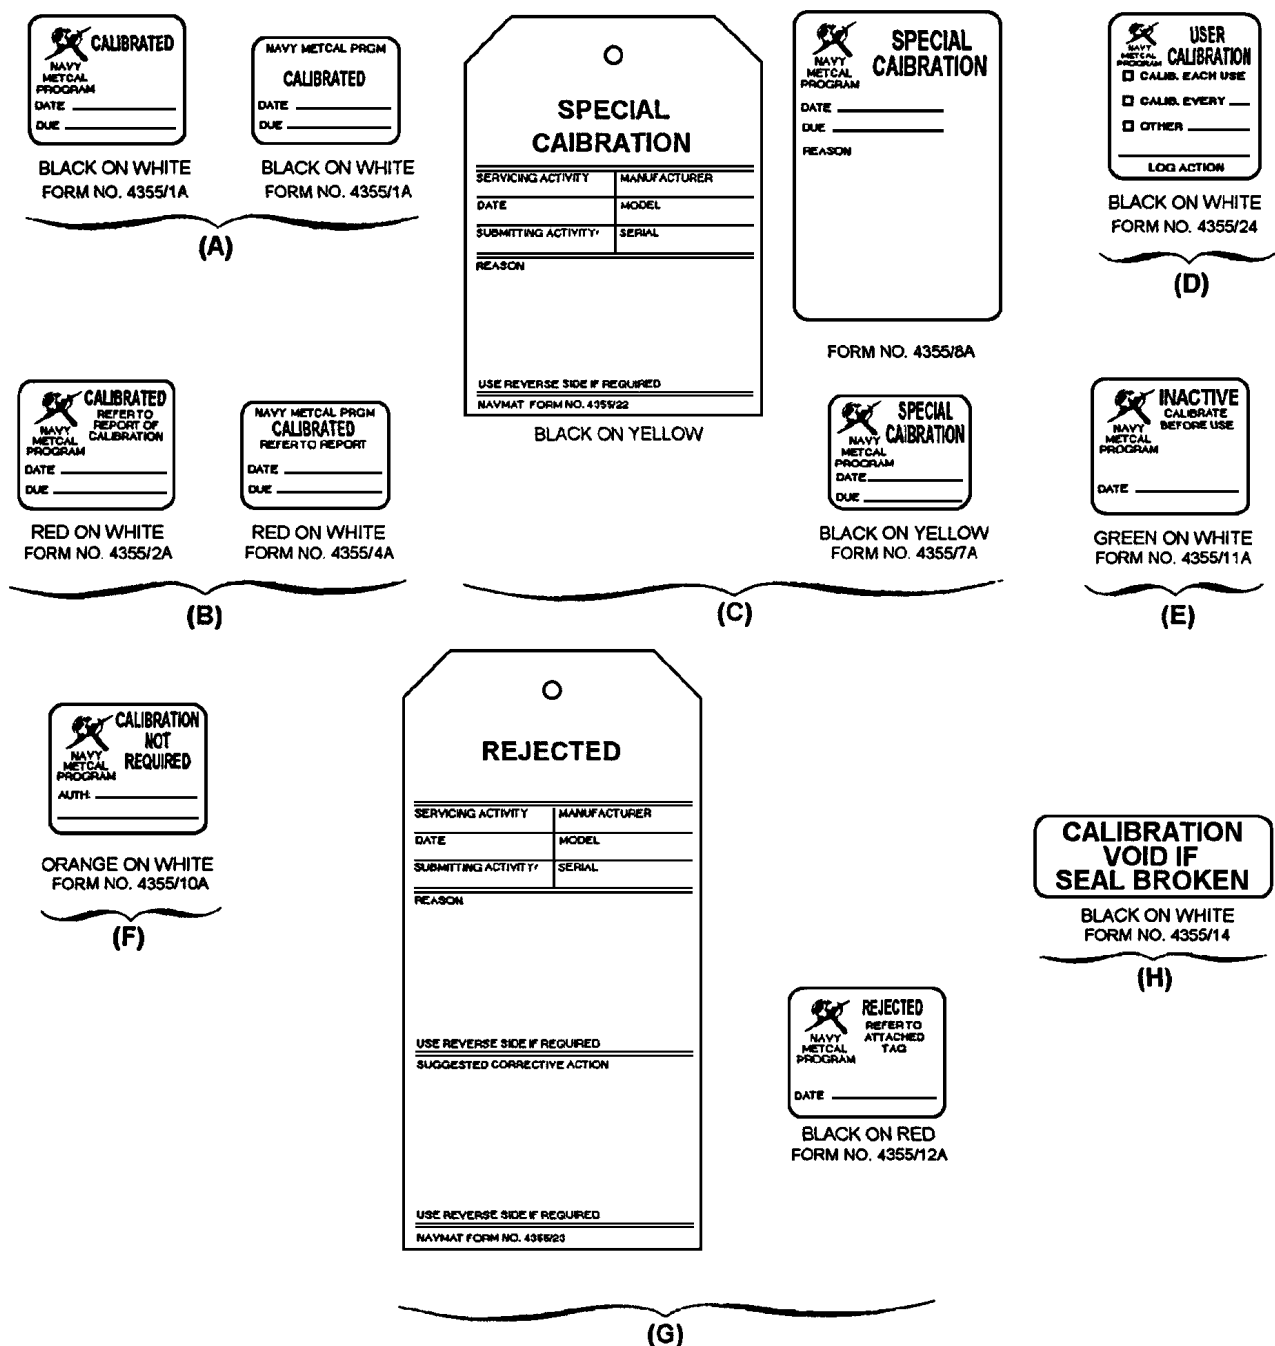 CALIBRATED
NAVY
METCAL
PROGRAM
DATE
DUE
BLACK ON WHITE
FORM NO. 4355/1A
NAVY METCAL PRGM
CALIBRATED
DATE
DUE
BLACK ON WHITE
FORM NO. 4355/1A
(A)
SPECIAL
CAIBRATION
SERVICING ACTIVITY
MANUFACTURER
DATE
MODEL
SUBMITTING ACTIVITY/
SERIAL
REASON
USE REVERSE SIDE IF REQUIRED
NAVMAT FORM NO. 4355/22
BLACK ON YELLOW
SPECIAL
CAIBRATION
NAVY
METCAL
PROGRAM
DATE
DUE
REASON
FORM NO. 4355/8A
SPECIAL
CAIBRATION
NAVY
METCAL
PROGRAM
DATE
DUE
BLACK ON YELLOW
FORM NO. 4355/7A
(C)
USER
CALIBRATION
NAVY
METCAL
PROGRAM
CALIB. EACH USE
CALIB. EVERY
OTHER
LOG ACTION
BLACK ON WHITE
FORM NO. 4355/24
(D)
CALIBRATED
REFER TO
REPORT OF
CALIBRATION
NAVY
METCAL
PROGRAM
DATE
DUE
RED ON WHITE
FORM NO. 4355/2A
NAVY METCAL PRGM
CALIBRATED
REFER TO REPORT
DATE
DUE
RED ON WHITE
FORM NO. 4355/4A
(B)
INACTIVE
CALIBRATE
BEFORE USE
NAVY
METCAL
PROGRAM
DATE
GREEN ON WHITE
FORM NO. 4355/11A
(E)
CALIBRATION
NOT
REQUIRED
NAVY
METCAL
PROGRAM
AUTH:
ORANGE ON WHITE
FORM NO. 4355/10A
(F)
REJECTED
SERVICING ACTIVITY
MANUFACTURER
DATE
MODEL
SUBMITTING ACTIVITY/
SERIAL
REASON
USE REVERSE SIDE IF REQUIRED
SUGGESTED CORRECTIVE ACTION
USE REVERSE SIDE IF REQUIRED
NAVMAT FORM NO. 4355/23
REJECTED
REFER TO
ATTACHED
TAG
NAVY
METCAL
PROGRAM
DATE
BLACK ON RED
FORM NO. 4355/12A
(G)
CALIBRATION
VOID IF
SEAL BROKEN
BLACK ON WHITE
FORM NO. 4355/14
(H)